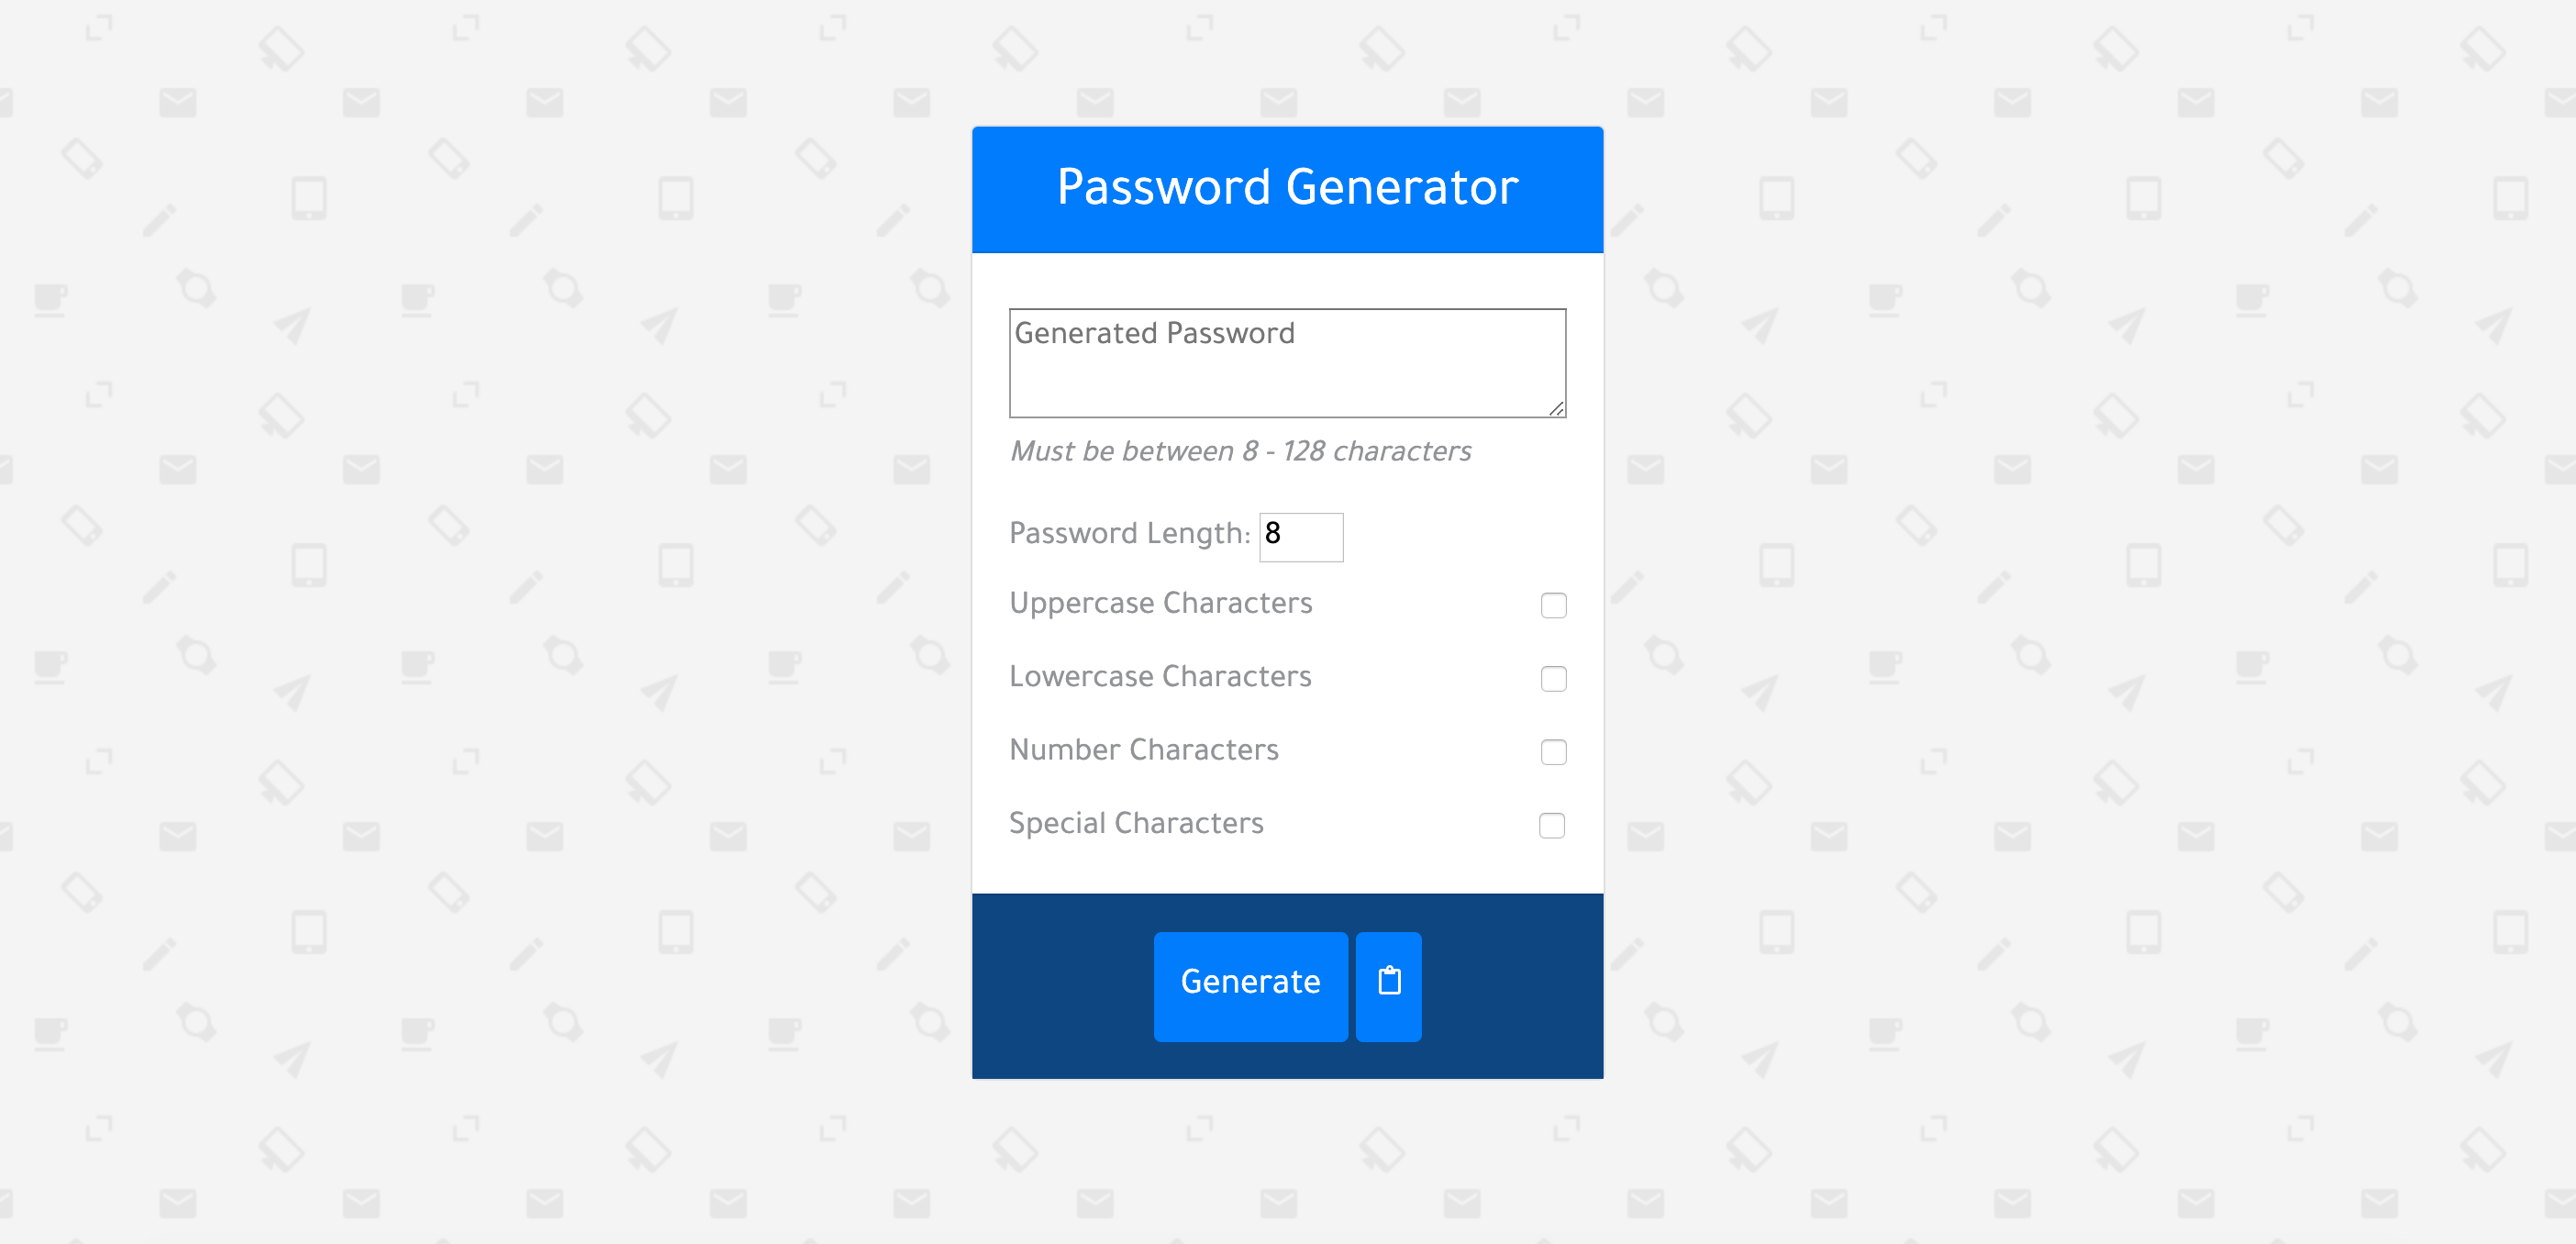 Password Generator
Generated Password
Must be between 8 - 128 characters
Password Length: 8
Uppercase Characters
Lowercase Characters
Number Characters
Special Characters
Generate